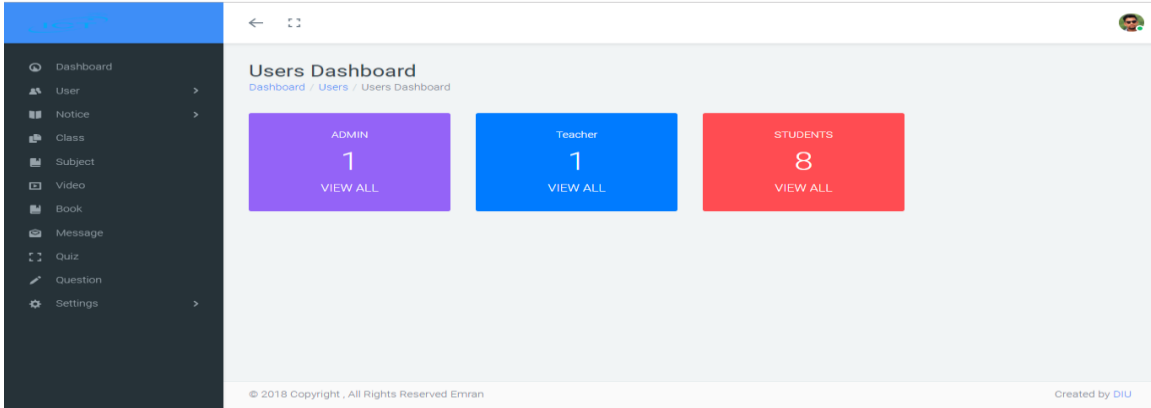 Dashboard
User
Notice
Class
Subject
Video
Book
Message
Quiz
Question
Settings
Users Dashboard
Dashboard / Users / Users Dashboard
ADMIN
1
VIEW ALL
Teacher
1
VIEW ALL
STUDENTS
8
VIEW ALL
© 2018 Copyright , All Rights Reserved Emran
Created by DIU